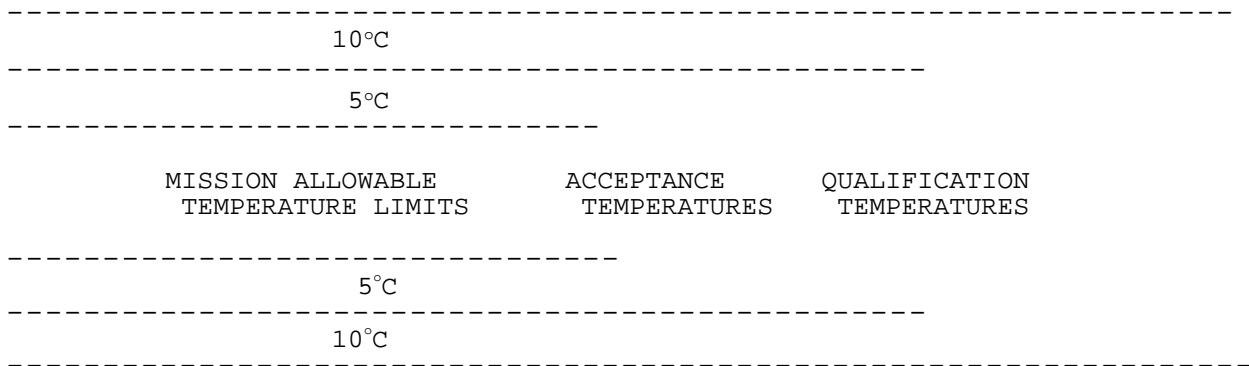 10°C
5°C
MISSION ALLOWABLE ACCEPTANCE QUALIFICATION
TEMPERATURE LIMITS TEMPERATURES TEMPERATURES
5°C
10°C